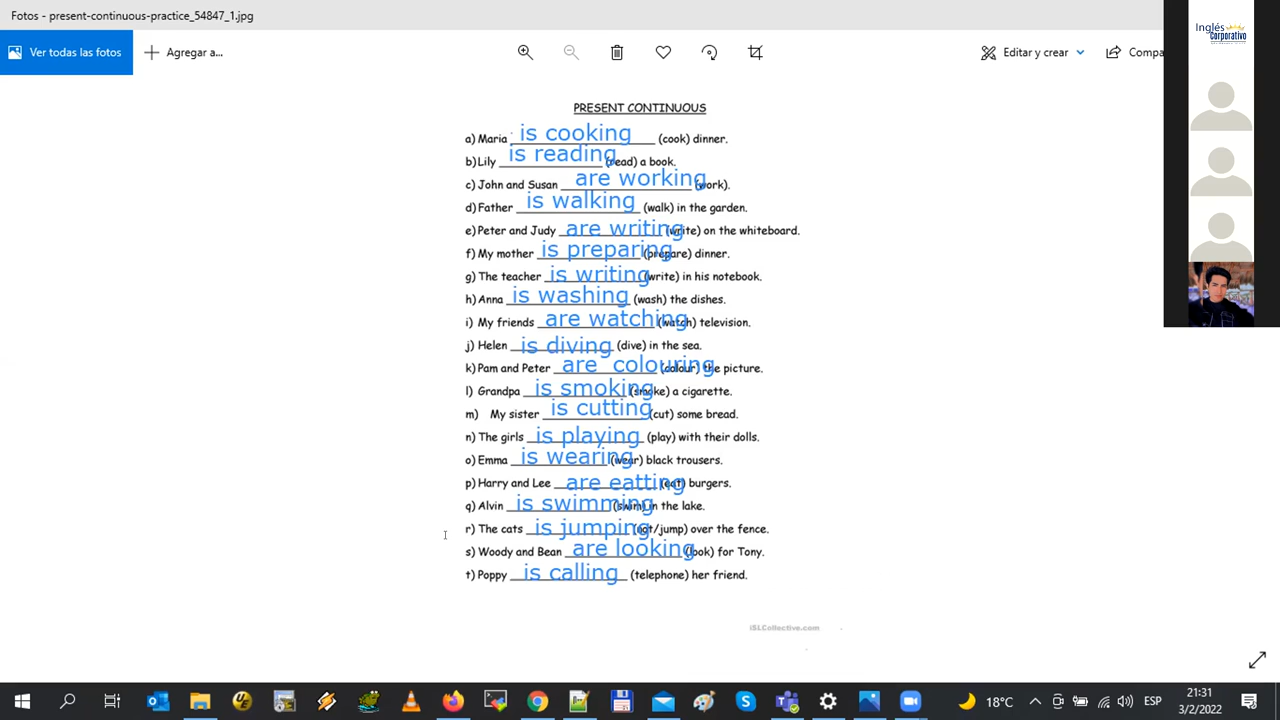 Fotos - present-continuous-practice_54847_1.jpg
Ver todas las fotos
Agregar a...
Editar y crear
Compa
Inglés
Corporativo
PRESENT CONTINUOUS
a) Maria is cooking (cook) dinner.
b) Lily is reading (read) a book.
c) John and Susan are working (work).
d) Father is walking (walk) in the garden.
e) Peter and Judy are writing (write) on the whiteboard.
f) My mother is preparing (prepare) dinner.
g) The teacher is writing (write) in his notebook.
h) Anna is washing (wash) the dishes.
i) My friends are watching (watch) television.
j) Helen is diving (dive) in the sea.
k) Pam and Peter are colouring (colour) the picture.
l) Grandpa is smoking (smoke) a cigarette.
m) My sister is cutting (cut) some bread.
n) The girls is playing (play) with their dolls.
o) Emma is wearing (wear) black trousers.
p) Harry and Lee are eatting (eat) burgers.
q) Alvin is swimming (swim) in the lake.
r) The cats is jumping (not/jump) over the fence.
s) Woody and Bean are looking (look) for Tony.
t) Poppy is calling (telephone) her friend.
iSLCollective.com
18°C
ESP
21:31
3/2/2022